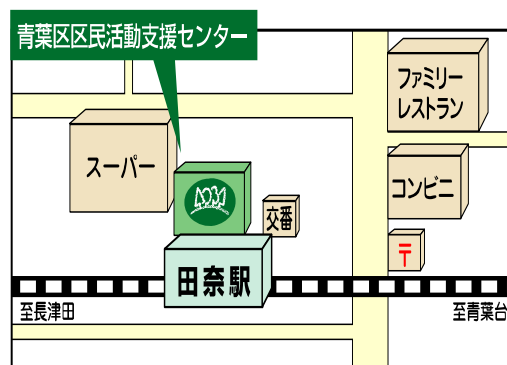 青葉区区民活動支援センター
ファミリー
レストラン
スーパー
コンビニ
交番
〒
田奈駅
至長津田
至青葉台